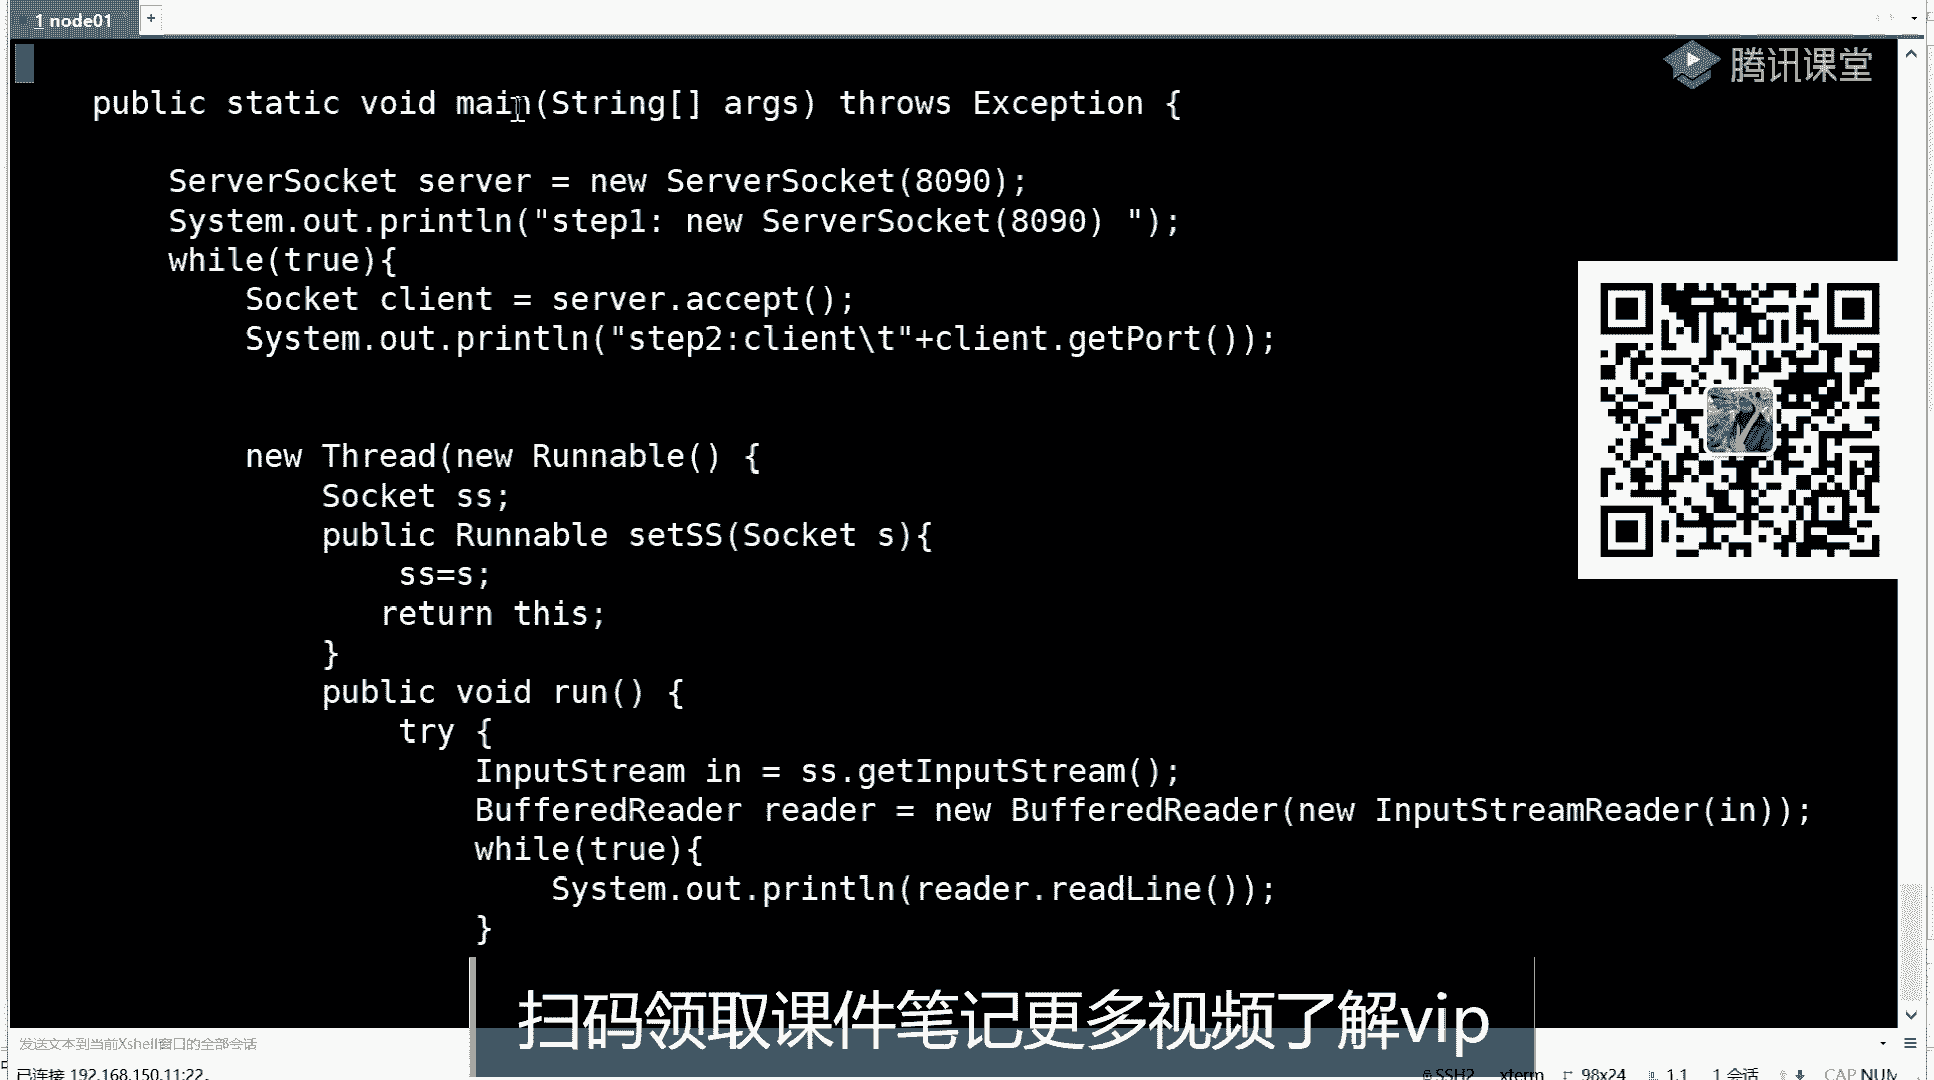 1 node01
+
腾讯课堂
public static void main(String[] args) throws Exception {
ServerSocket server = new ServerSocket(8090);
System.out.println("step1: new ServerSocket(8090) ");
while(true){
Socket client = server.accept();
System.out.println("step2:client\t"+client.getPort());
new Thread(new Runnable() {
Socket ss;
public Runnable setSS(Socket s){
ss=s;
return this;
}
public void run() {
try {
InputStream in = ss.getInputStream();
BufferedReader reader = new BufferedReader(new InputStreamReader(in));
while(true){
System.out.println(reader.readLine());
}
扫码领取课件笔记更多视频了解vip
发送文本到当前Xshell窗口的全部会话
已连接 192.168.150.11:22。
SSH2 xterm 98x24 1,1 1 会话 CAP NUM